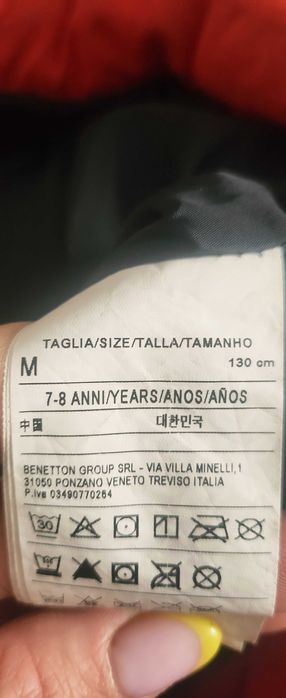 TAGLIA/SIZE/TALLA/TAMANHO
M 130 cm
7-8 ANNI/YEARS/ANOS/AÑOS
中国 대한민국
BENETTON GROUP SRL - VIA VILLA MINELLI,1
31050 PONZANO VENETO TREVISO ITALIA
P.Iva 03490770264
30